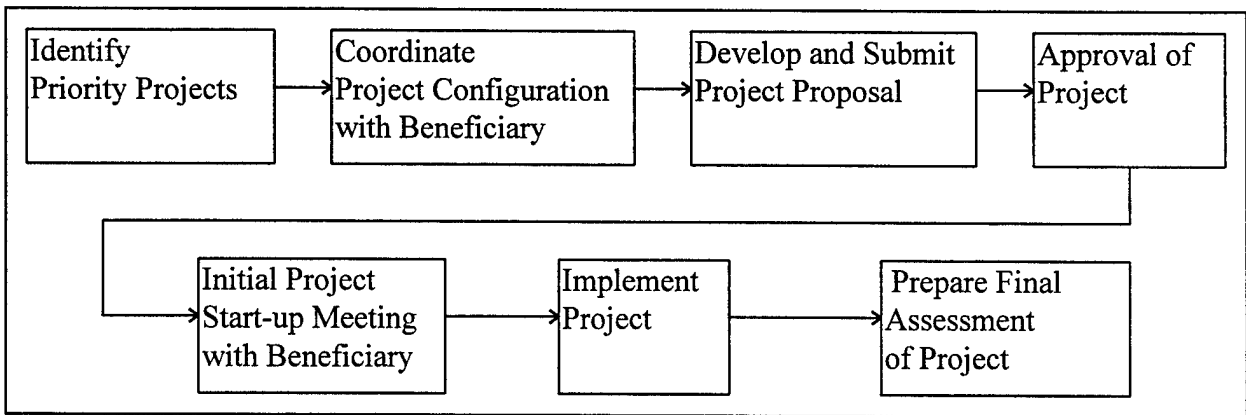 Identify
Priority Projects
Coordinate
Project Configuration
with Beneficiary
Develop and Submit
Project Proposal
Approval of
Project
Initial Project
Start-up Meeting
with Beneficiary
Implement
Project
Prepare Final
Assessment
of Project